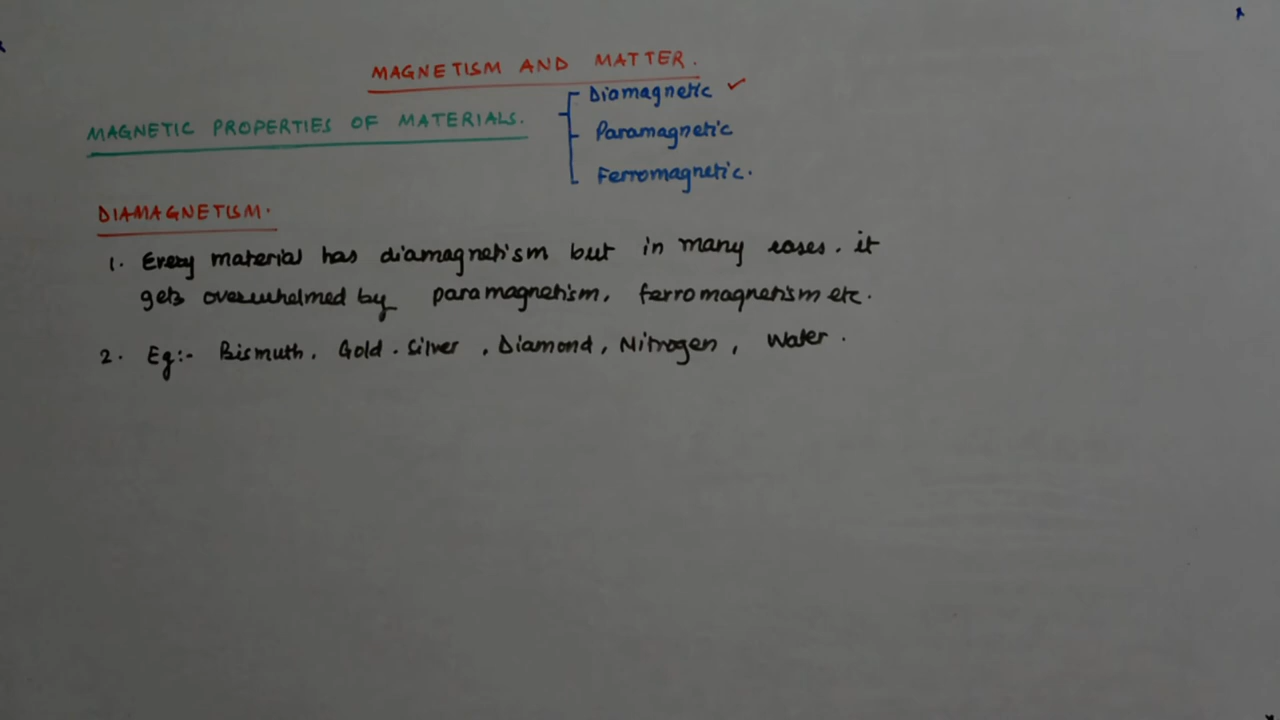 MAGNETISM AND MATTER.
MAGNETIC PROPERTIES OF MATERIALS.
Diamagnetic ✓
Paramagnetic
Ferromagnetic.
DIAMAGNETISM.
1. Every material has diamagnetism but in many cases. it
gets overwhelmed by paramagnetism, ferromagnetism etc.
2. Eg:- Bismuth, Gold. Silver, Diamond, Nitrogen, Water.